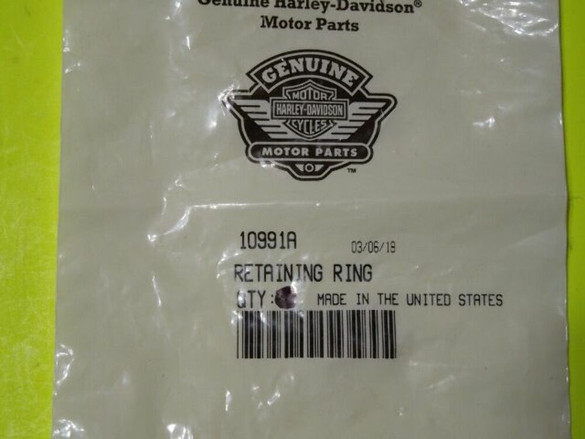 Genuine Harley-Davidson®
Motor Parts
GENUINE
MOTOR
HARLEY-DAVIDSON
CYCLES
MOTOR PARTS
™
10991A 03/06/18
RETAINING RING
QTY: MADE IN THE UNITED STATES